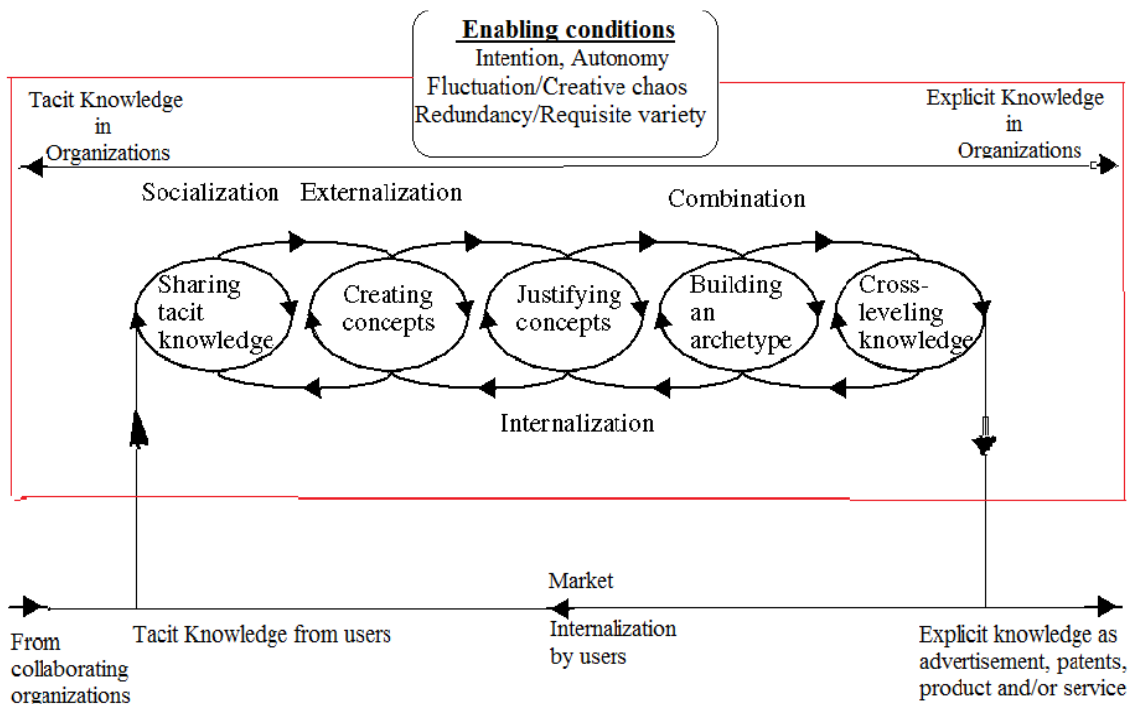 Enabling conditions
Intention, Autonomy
Fluctuation/Creative chaos
Redundancy/Requisite variety
Tacit Knowledge
in
Organizations
Explicit Knowledge
in
Organizations
Socialization
Externalization
Combination
Sharing
tacit
knowledge
Creating
concepts
Justifying
concepts
Building
an
archetype
Cross-
leveling
knowledge
Internalization
Market
From
collaborating
organizations
Tacit Knowledge from users
Internalization
by users
Explicit knowledge as
advertisement, patents,
product and/or service